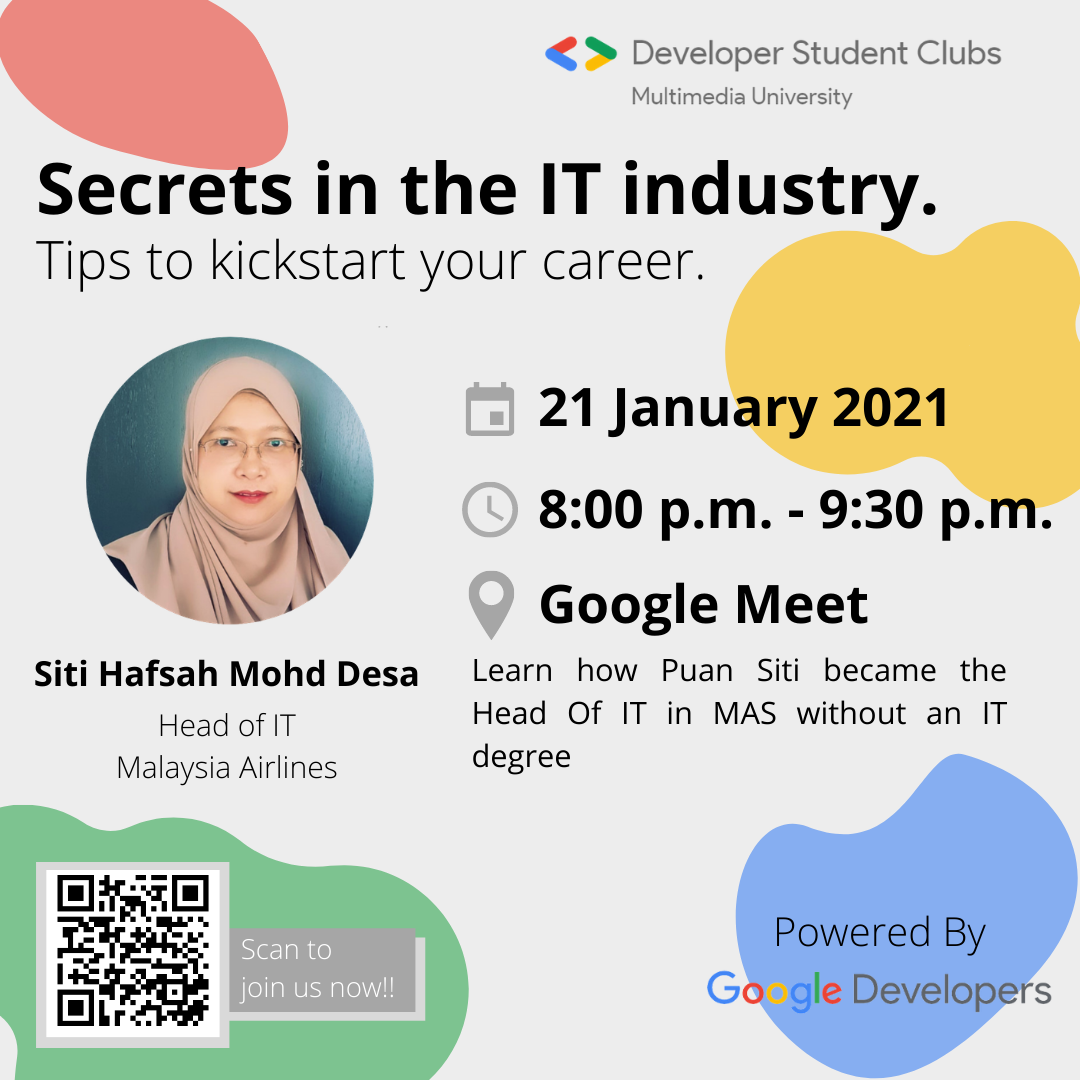 Developer Student Clubs
Multimedia University
Secrets in the IT industry.
Tips to kickstart your career.
21 January 2021
8:00 p.m. - 9:30 p.m.
Google Meet
Siti Hafsah Mohd Desa
Head of IT
Malaysia Airlines
Learn how Puan Siti became the
Head Of IT in MAS without an IT
degree
Scan to
join us now!!
Powered By
Google Developers